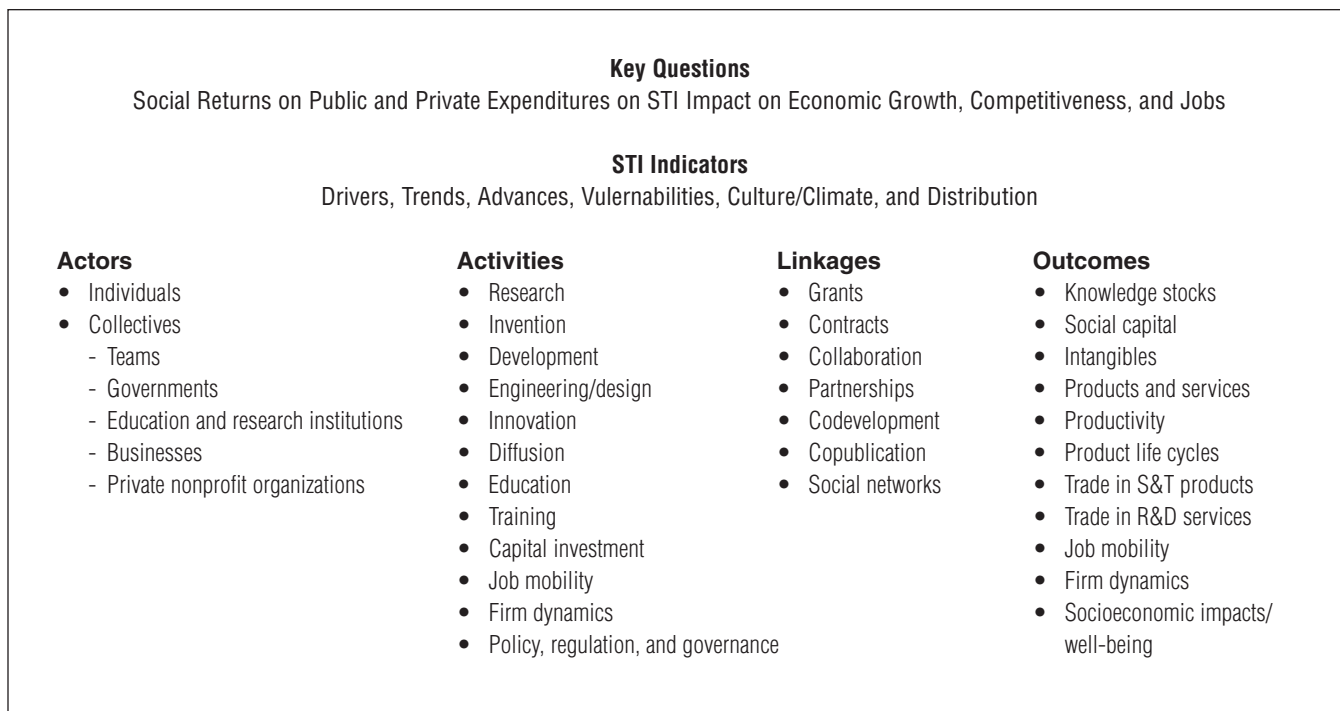 Key Questions
Social Returns on Public and Private Expenditures on STI Impact on Economic Growth, Competitiveness, and Jobs
STI Indicators
Drivers, Trends, Advances, Vulernabilities, Culture/Climate, and Distribution
Actors
• Individuals
• Collectives
- Teams
- Governments
- Education and research institutions
- Businesses
- Private nonprofit organizations
Activities
• Research
• Invention
• Development
• Engineering/design
• Innovation
• Diffusion
• Education
• Training
• Capital investment
• Job mobility
• Firm dynamics
• Policy, regulation, and governance
Linkages
• Grants
• Contracts
• Collaboration
• Partnerships
• Codevelopment
• Copublication
• Social networks
Outcomes
• Knowledge stocks
• Social capital
• Intangibles
• Products and services
• Productivity
• Product life cycles
• Trade in S&T products
• Trade in R&D services
• Job mobility
• Firm dynamics
• Socioeconomic impacts/
well-being